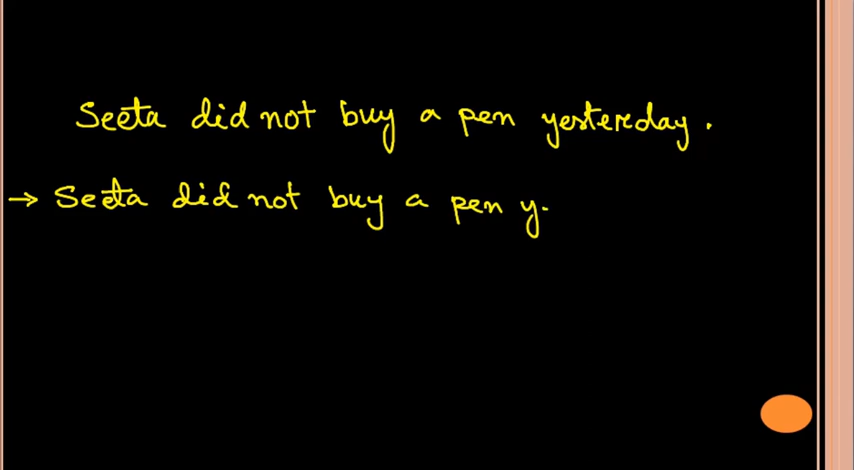 Seeta did not buy a pen yesterday.
→ Seeta did not buy a pen y.